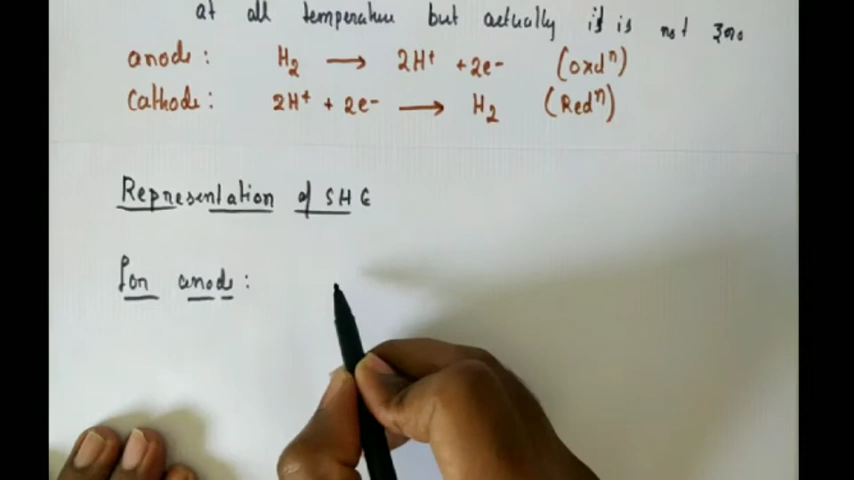 at all temperature but actually it is not zero
anode: H₂ → 2H⁺ + 2e⁻ (oxdⁿ)
Cathode: 2H⁺ + 2e⁻ → H₂ (Redⁿ)
Representation of SHE
for anode: